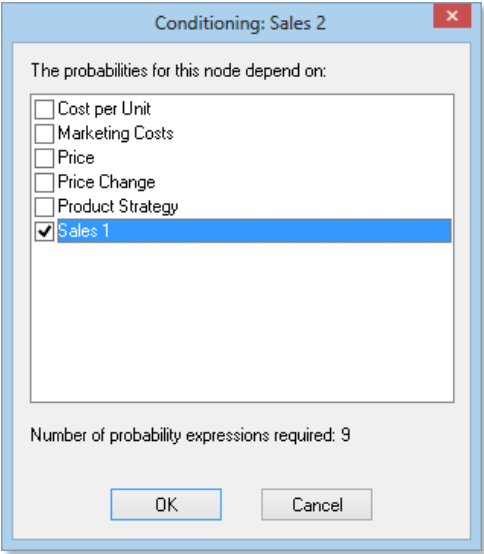 Conditioning: Sales 2
The probabilities for this node depend on:
Cost per Unit
Marketing Costs
Price
Price Change
Product Strategy
Sales 1
Number of probability expressions required: 9
OK
Cancel